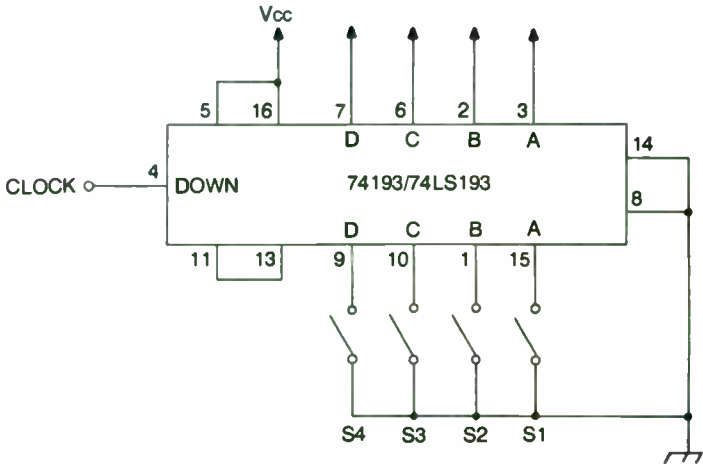 Vcc
5 16 7 6 2 3
D C B A
14
CLOCK 4 DOWN 74193/74LS193
8
D C B A
11 13 9 10 1 15
S4 S3 S2 S1